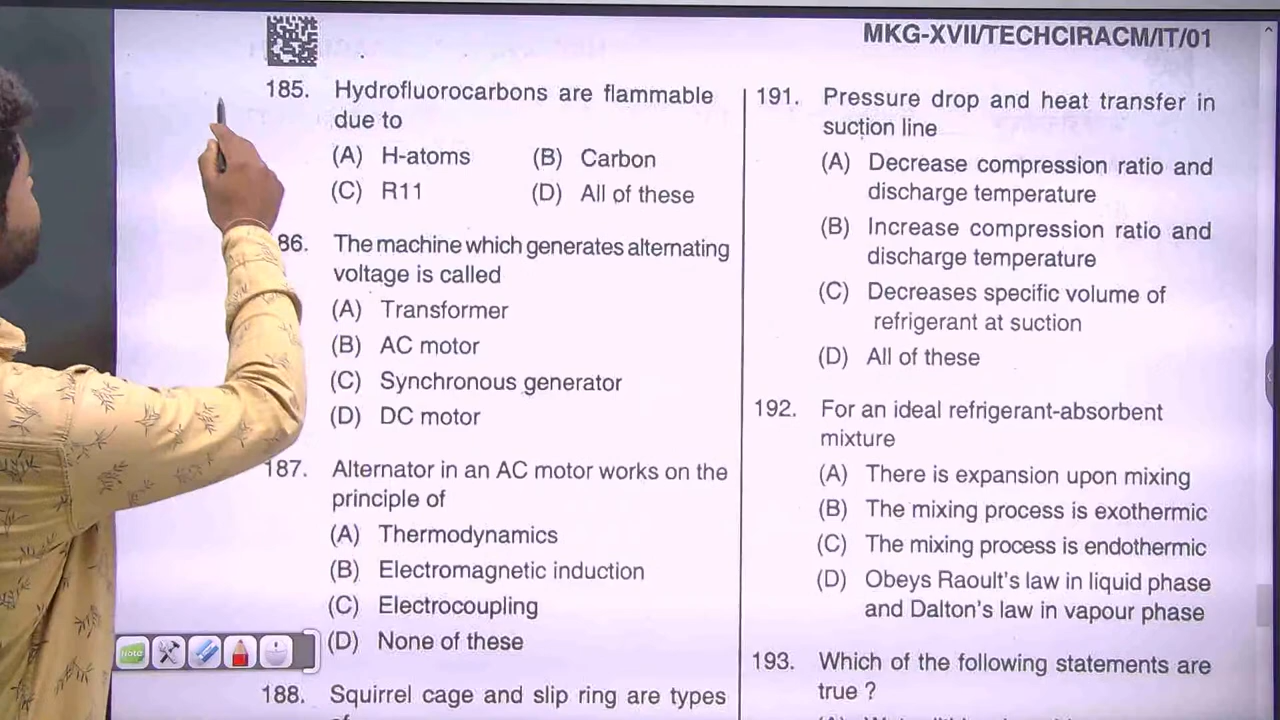 MKG-XVII/TECHCIRACM/IT/01
185. Hydrofluorocarbons are flammable
due to
(A) H-atoms (B) Carbon
(C) R11 (D) All of these
86. The machine which generates alternating
voltage is called
(A) Transformer
(B) AC motor
(C) Synchronous generator
(D) DC motor
187. Alternator in an AC motor works on the
principle of
(A) Thermodynamics
(B) Electromagnetic induction
(C) Electrocoupling
(D) None of these
188. Squirrel cage and slip ring are types
191. Pressure drop and heat transfer in
suction line
(A) Decrease compression ratio and
discharge temperature
(B) Increase compression ratio and
discharge temperature
(C) Decreases specific volume of
refrigerant at suction
(D) All of these
192. For an ideal refrigerant-absorbent
mixture
(A) There is expansion upon mixing
(B) The mixing process is exothermic
(C) The mixing process is endothermic
(D) Obeys Raoult's law in liquid phase
and Dalton's law in vapour phase
193. Which of the following statements are
true ?
Note